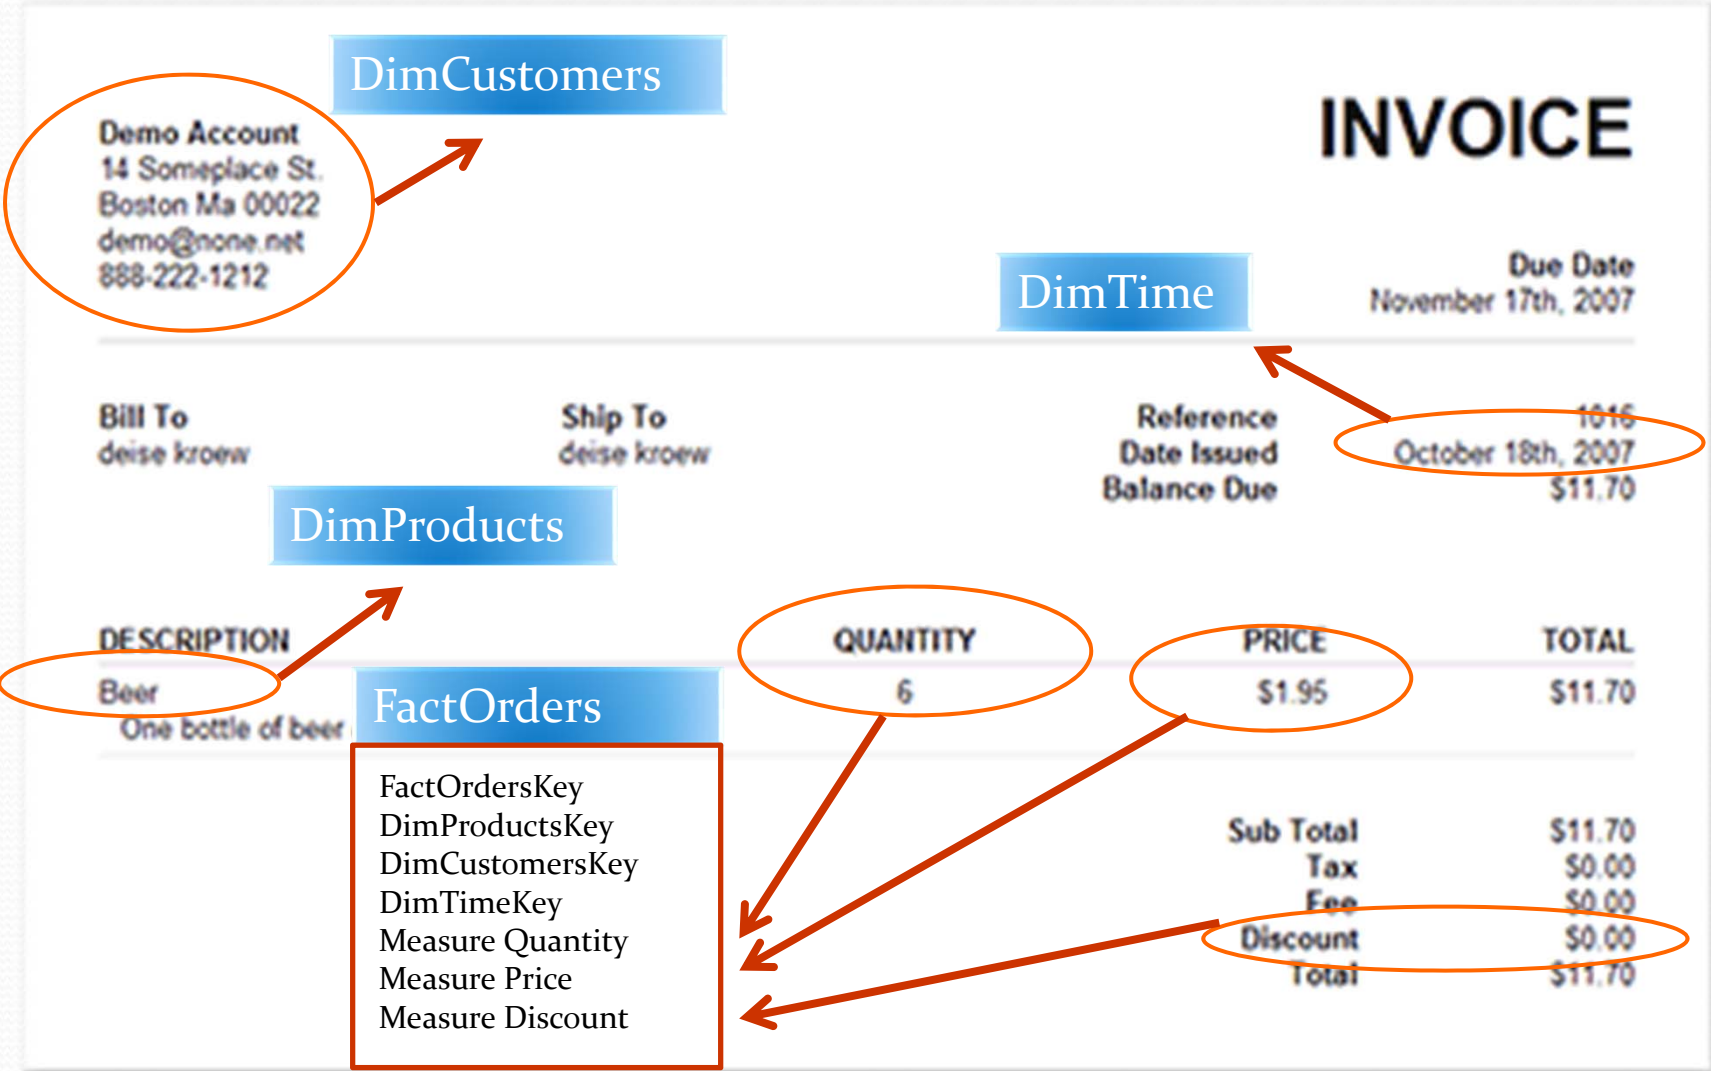 DimCustomers
INVOICE
Demo Account
14 Someplace St.
Boston Ma 00022
demo@none.net
888-222-1212
DimTime
Due Date
November 17th, 2007
Bill To
deise kroew
Ship To
deise kroew
Reference 1016
Date Issued October 18th, 2007
Balance Due $11.70
DimProducts
DESCRIPTION QUANTITY PRICE TOTAL
Beer 6 $1.95 $11.70
One bottle of beer
FactOrders
FactOrdersKey
DimProductsKey
DimCustomersKey
DimTimeKey
Measure Quantity
Measure Price
Measure Discount
Sub Total $11.70
Tax $0.00
Fee $0.00
Discount $0.00
Total $11.70